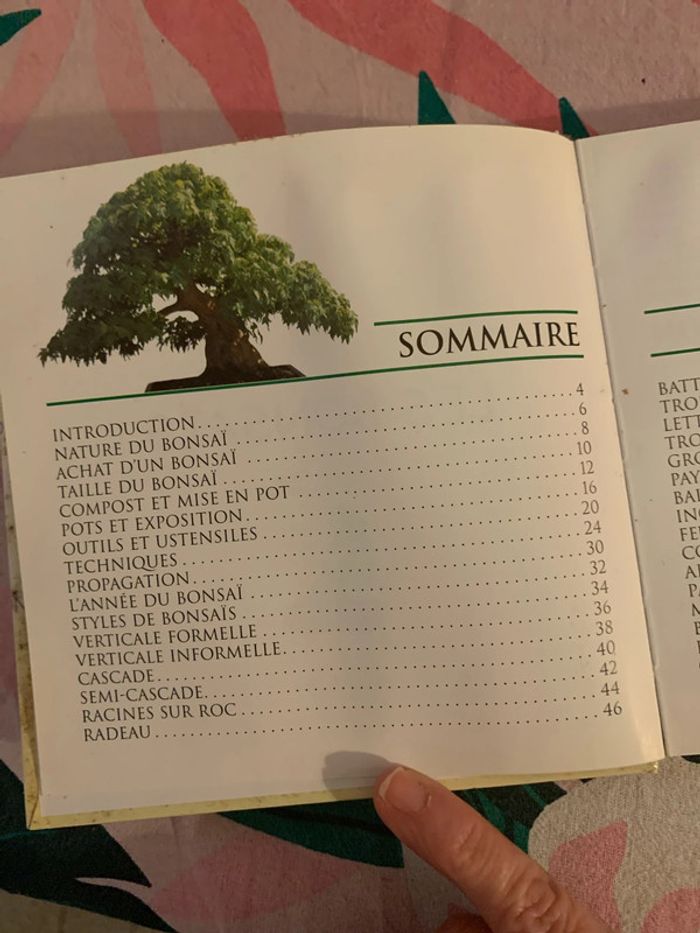 SOMMAIRE
INTRODUCTION..........4
NATURE DU BONSAÏ..........6
ACHAT D'UN BONSAÏ..........8
TAILLE DU BONSAÏ..........10
COMPOST ET MISE EN POT..........12
POTS ET EXPOSITION..........16
OUTILS ET USTENSILES..........20
TECHNIQUES..........24
PROPAGATION..........30
L'ANNÉE DU BONSAÏ..........32
STYLES DE BONSAÏS..........34
VERTICALE FORMELLE..........36
VERTICALE INFORMELLE..........38
CASCADE..........40
SEMI-CASCADE..........42
RACINES SUR ROC..........44
RADEAU..........46